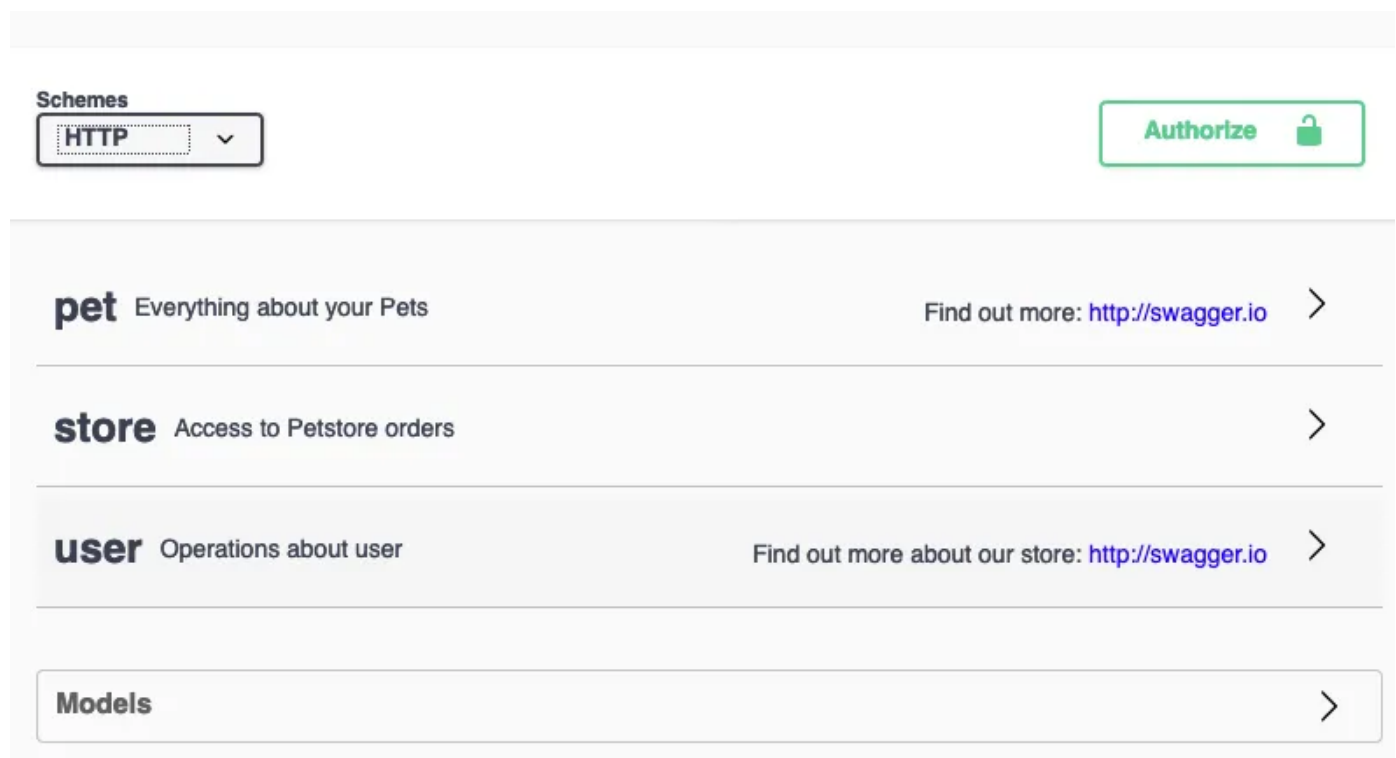 Schemes
HTTP
Authorize
pet Everything about your Pets Find out more: http://swagger.io
store Access to Petstore orders
user Operations about user Find out more about our store: http://swagger.io
Models